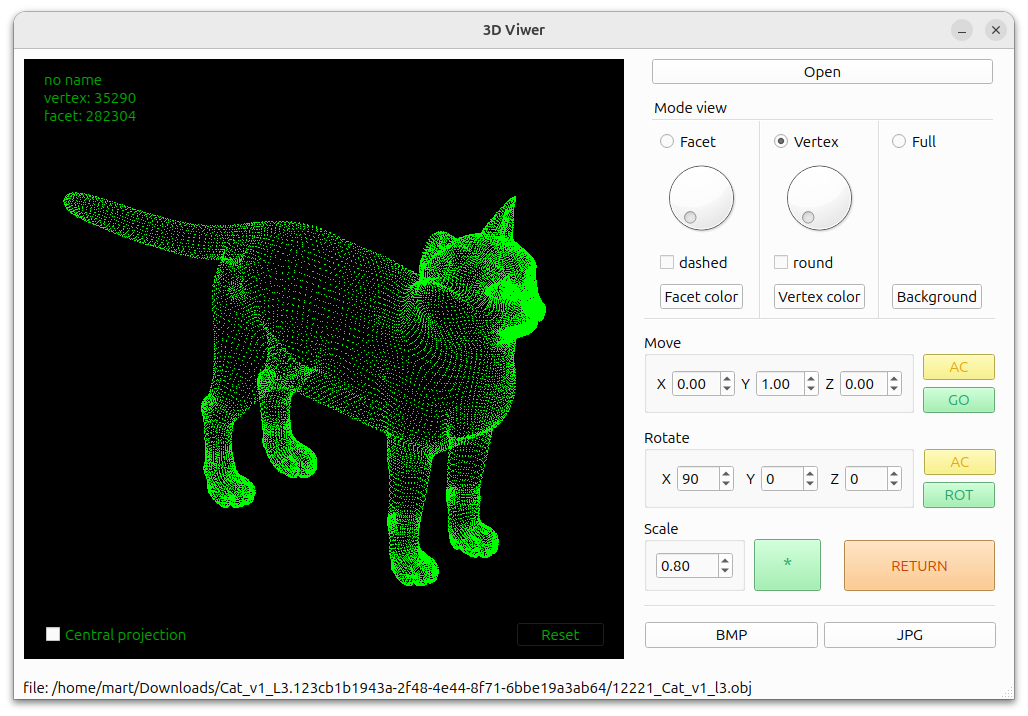 3D Viwer
no name
vertex: 35290
facet: 282304
Central projection
Reset
Open
Mode view
Facet
Vertex
Full
dashed
round
Facet color
Vertex color
Background
Move
X 0.00 Y 1.00 Z 0.00
AC
GO
Rotate
X 90 Y 0 Z 0
AC
ROT
Scale
0.80
*
RETURN
BMP
JPG
file: /home/mart/Downloads/Cat_v1_L3.123cb1b1943a-2f48-4e44-8f71-6bbe19a3ab64/12221_Cat_v1_l3.obj